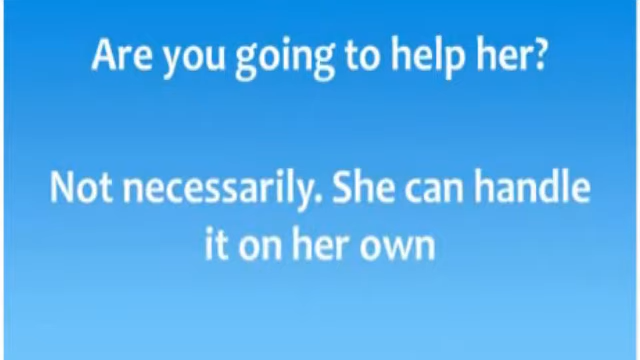 Are you going to help her?
Not necessarily. She can handle
it on her own